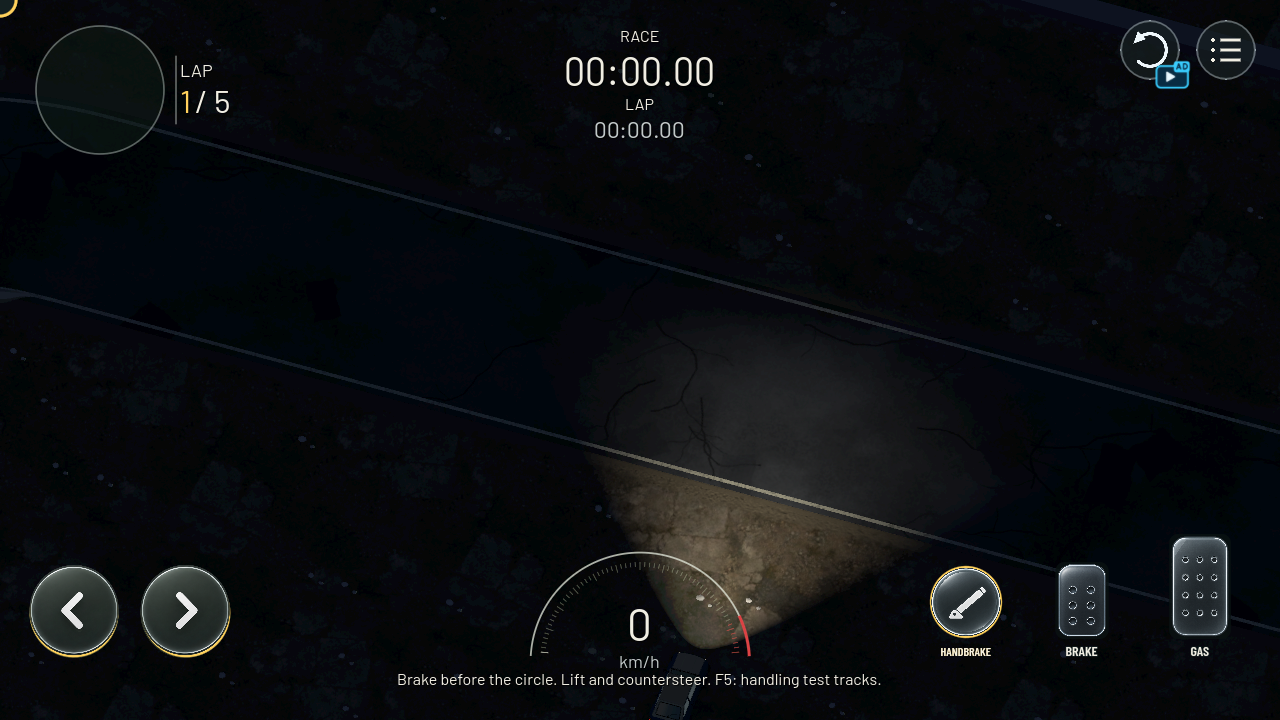 RACE
00:00.00
LAP
00:00.00
LAP
1/ 5
AD
0
km/h
HANDBRAKE
BRAKE
GAS
Brake before the circle. Lift and countersteer. F5: handling test tracks.